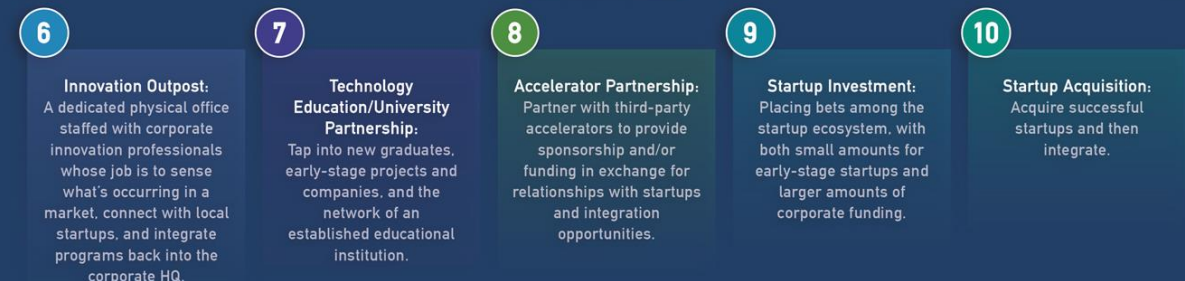 6
Innovation Outpost:
A dedicated physical office
staffed with corporate
innovation professionals
whose job is to sense
what's occurring in a
market, connect with local
startups, and integrate
programs back into the
corporate HQ.
7
Technology
Education/University
Partnership:
Tap into new graduates,
early-stage projects and
companies, and the
network of an
established educational
institution.
8
Accelerator Partnership:
Partner with third-party
accelerators to provide
sponsorship and/or
funding in exchange for
relationships with startups
and integration
opportunities.
9
Startup Investment:
Placing bets among the
startup ecosystem, with
both small amounts for
early-stage startups and
larger amounts of
corporate funding.
10
Startup Acquisition:
Acquire successful
startups and then
integrate.